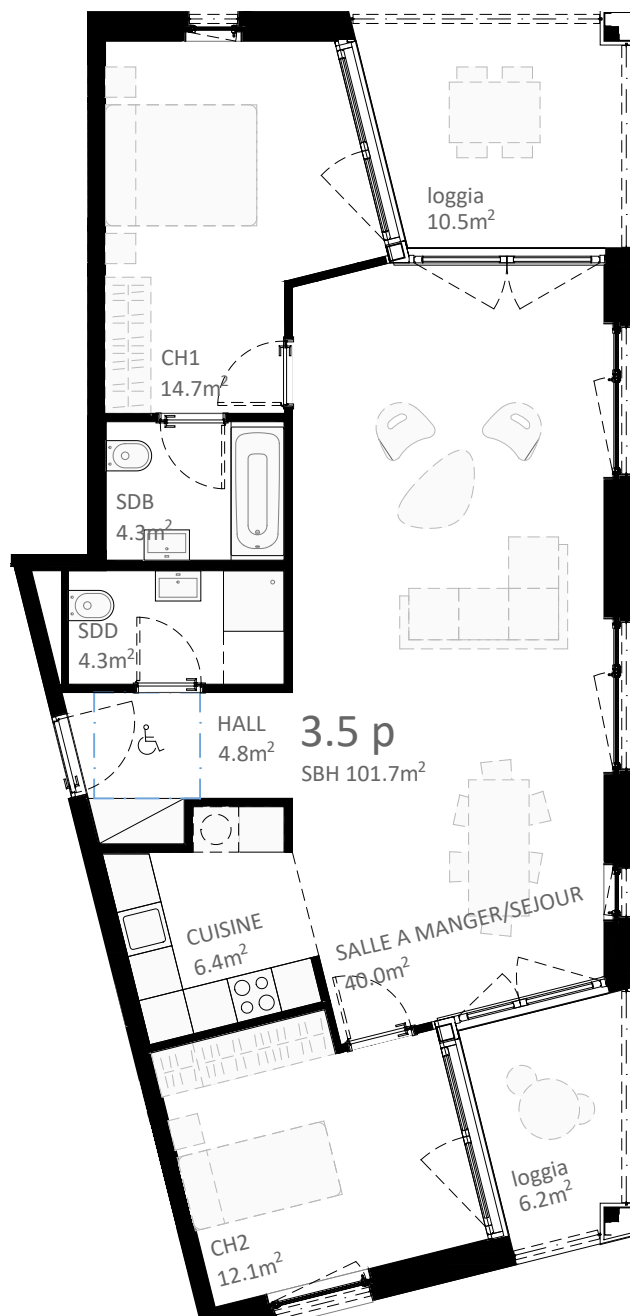 loggia
10.5m²
CH1
14.7m²
SDB
4.3m²
SDD
4.3m²
HALL
4.8m²
3.5 p
SBH 101.7m²
CUISINE
6.4m²
SALLE A MANGER/SEJOUR
40.0m²
loggia
6.2m²
CH2
12.1m²